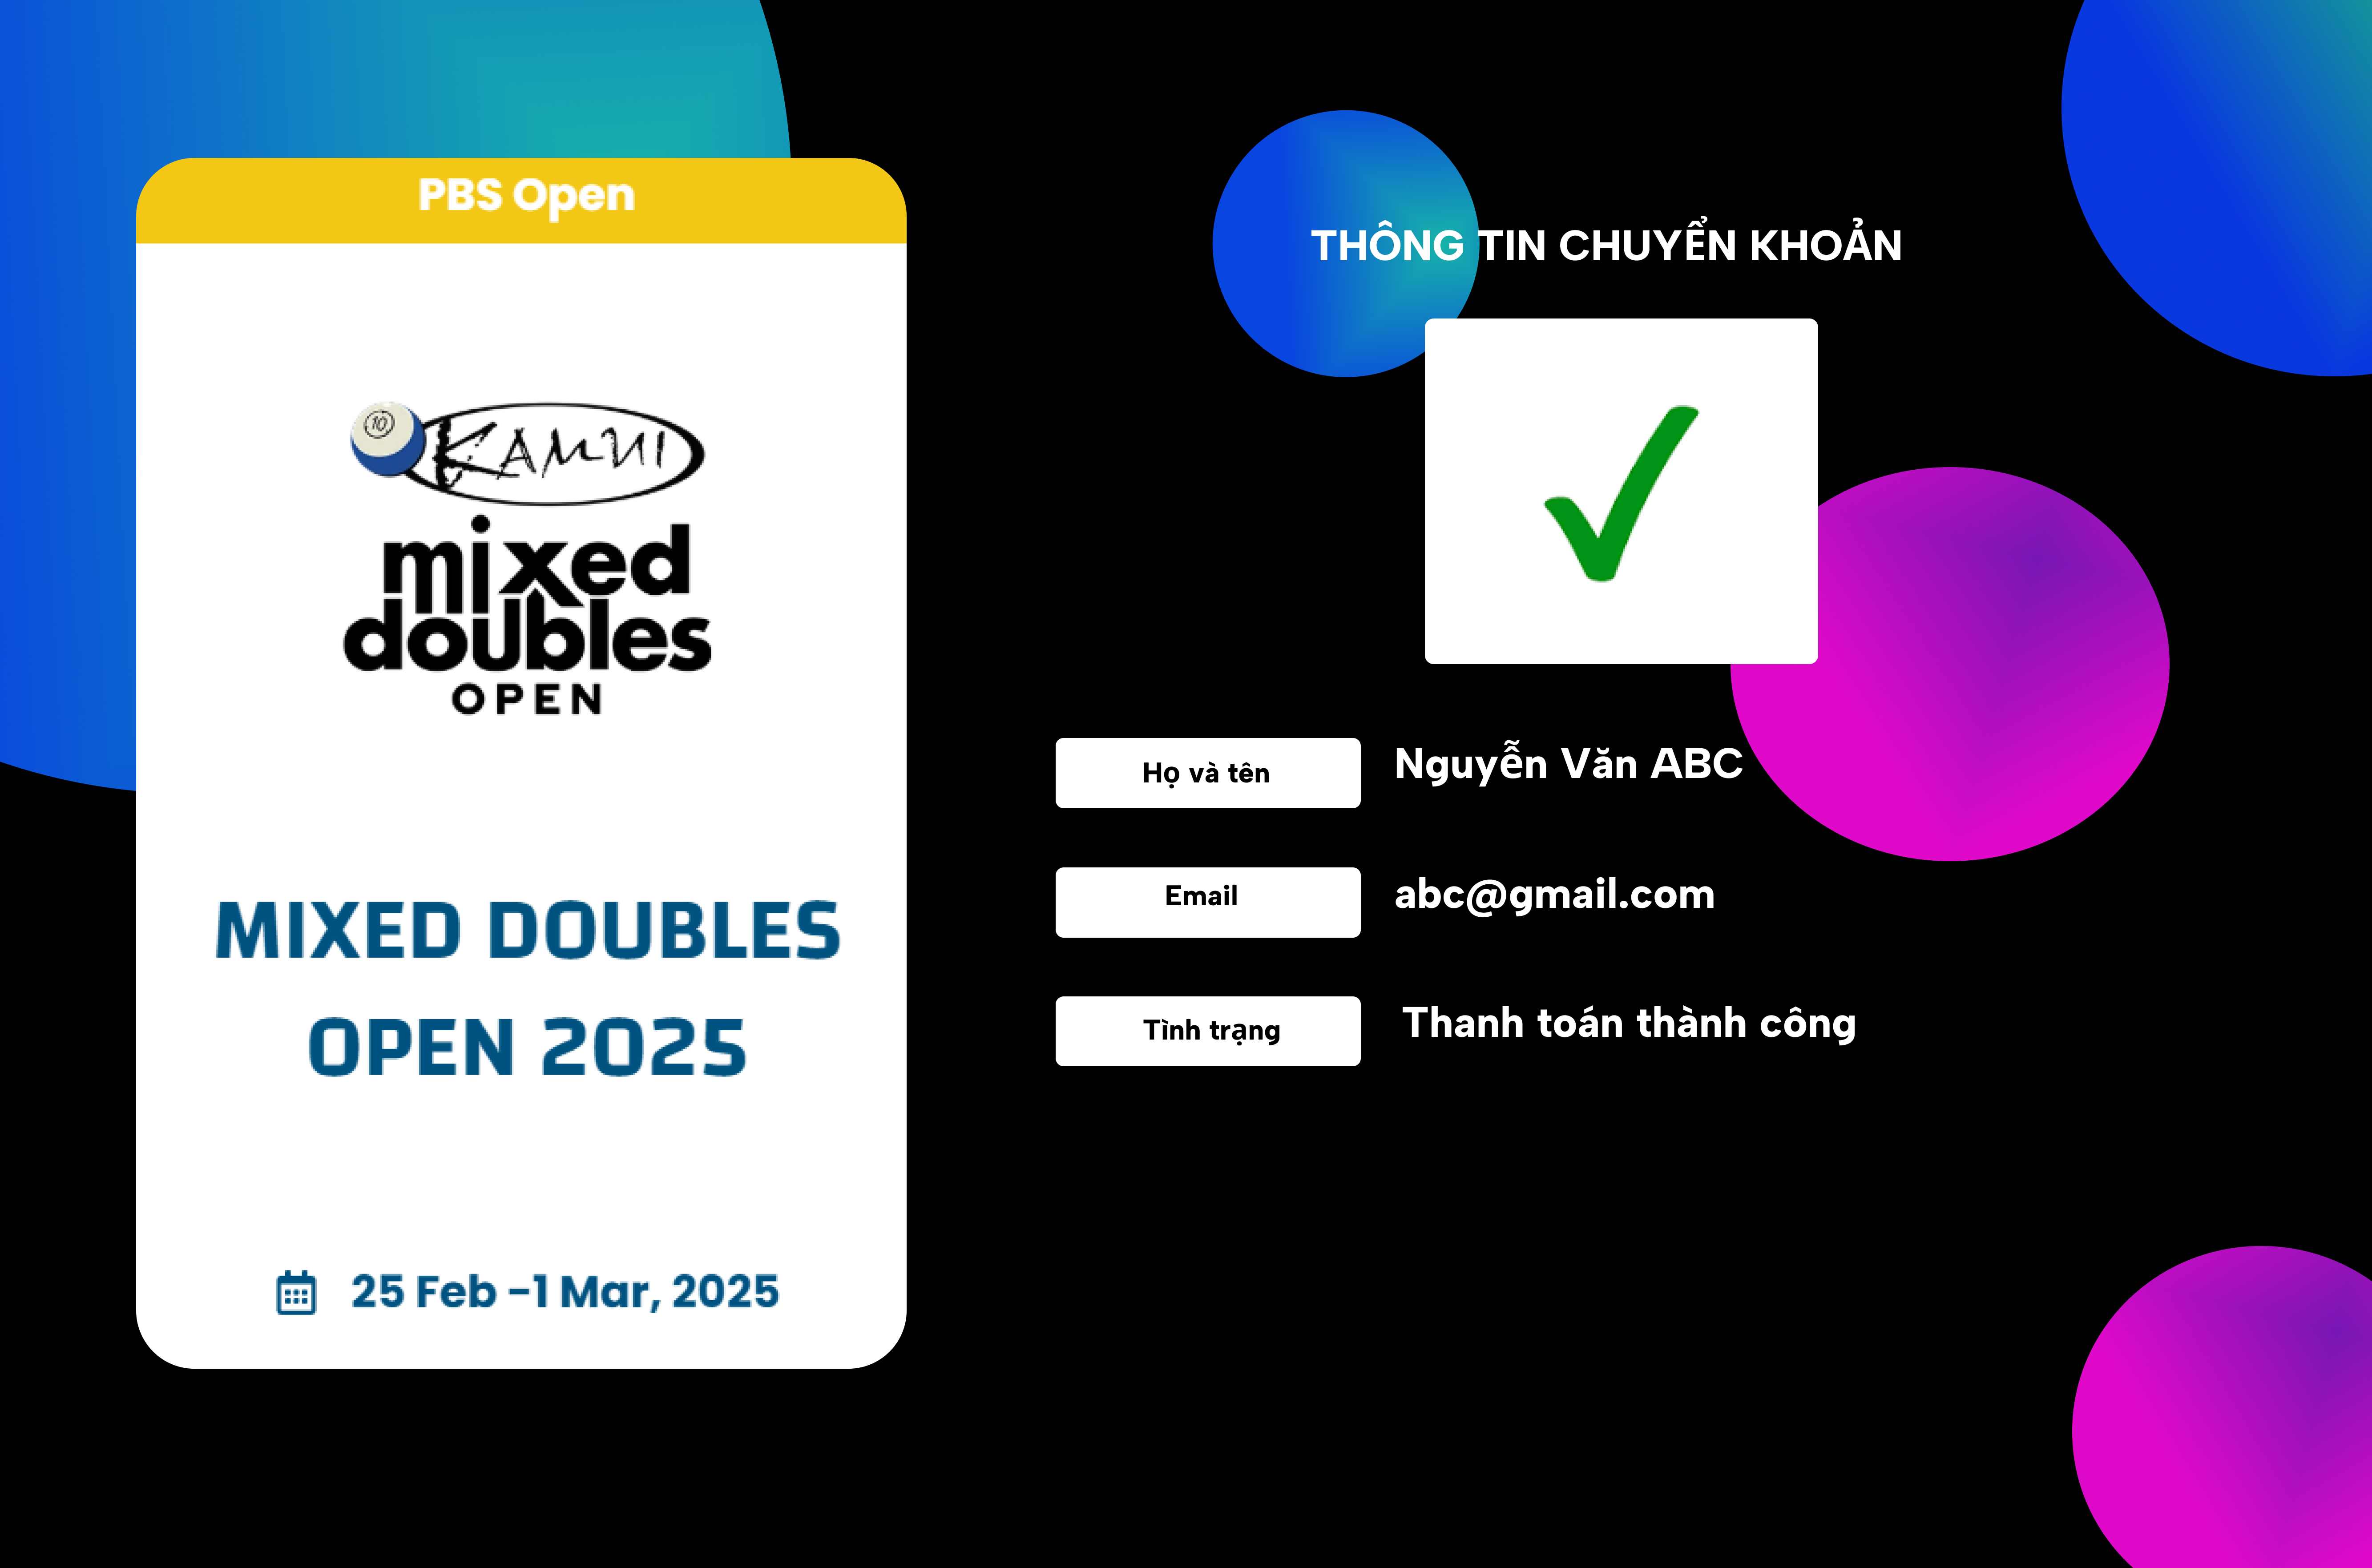 PBS Open
10
KAMUI
mixed
doubles
OPEN
MIXED DOUBLES
OPEN 2025
25 Feb –1 Mar, 2025
THÔNG TIN CHUYỂN KHOẢN
Họ và tên
Nguyễn Văn ABC
Email
abc@gmail.com
Tình trạng
Thanh toán thành công